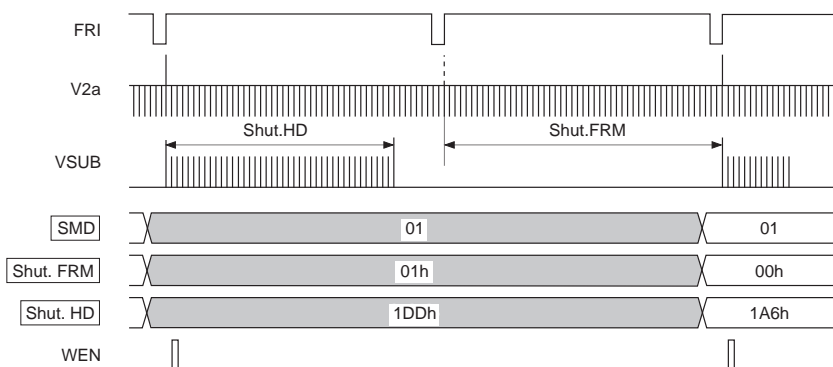 FRI
V2a
Shut.HD Shut.FRM
VSUB
SMD 01 01
Shut. FRM 01h 00h
Shut. HD 1DDh 1A6h
WEN